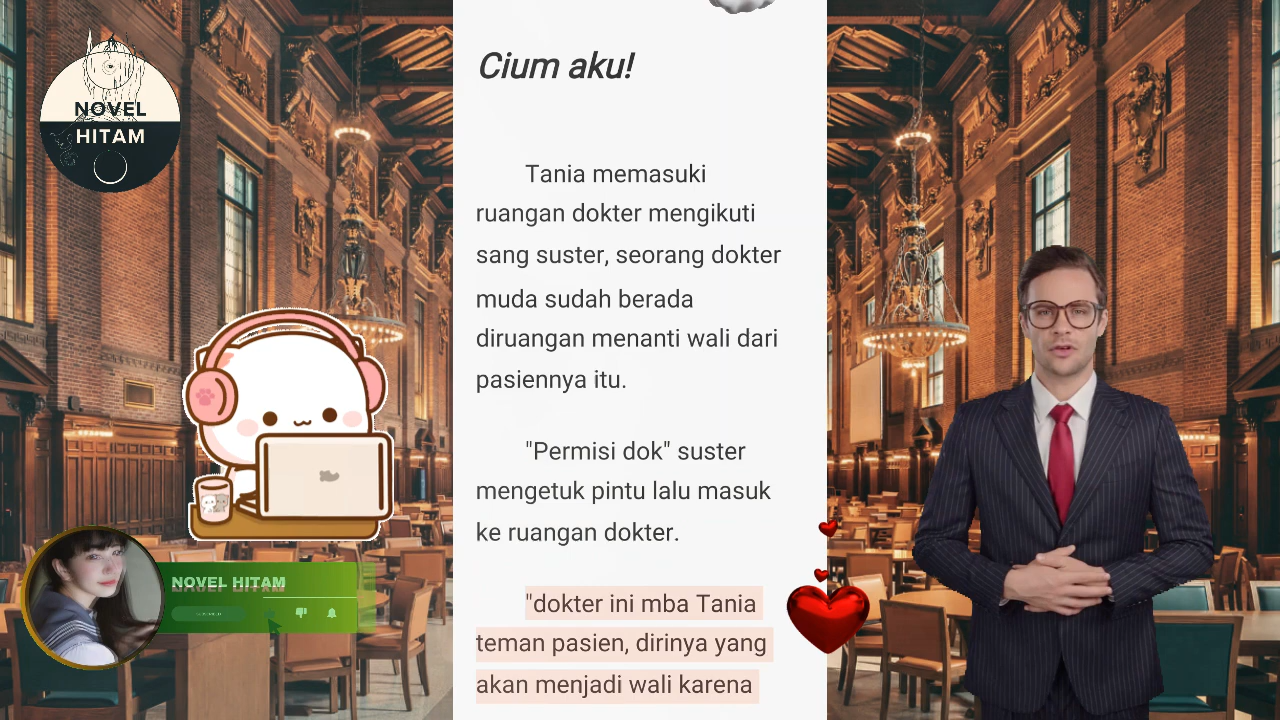 NOVEL
HITAM
Cium aku!
Tania memasuki
ruangan dokter mengikuti
sang suster, seorang dokter
muda sudah berada
diruangan menanti wali dari
pasiennya itu.
"Permisi dok" suster
mengetuk pintu lalu masuk
ke ruangan dokter.
"dokter ini mba Tania
teman pasien, dirinya yang
akan menjadi wali karena
NOVEL HITAM